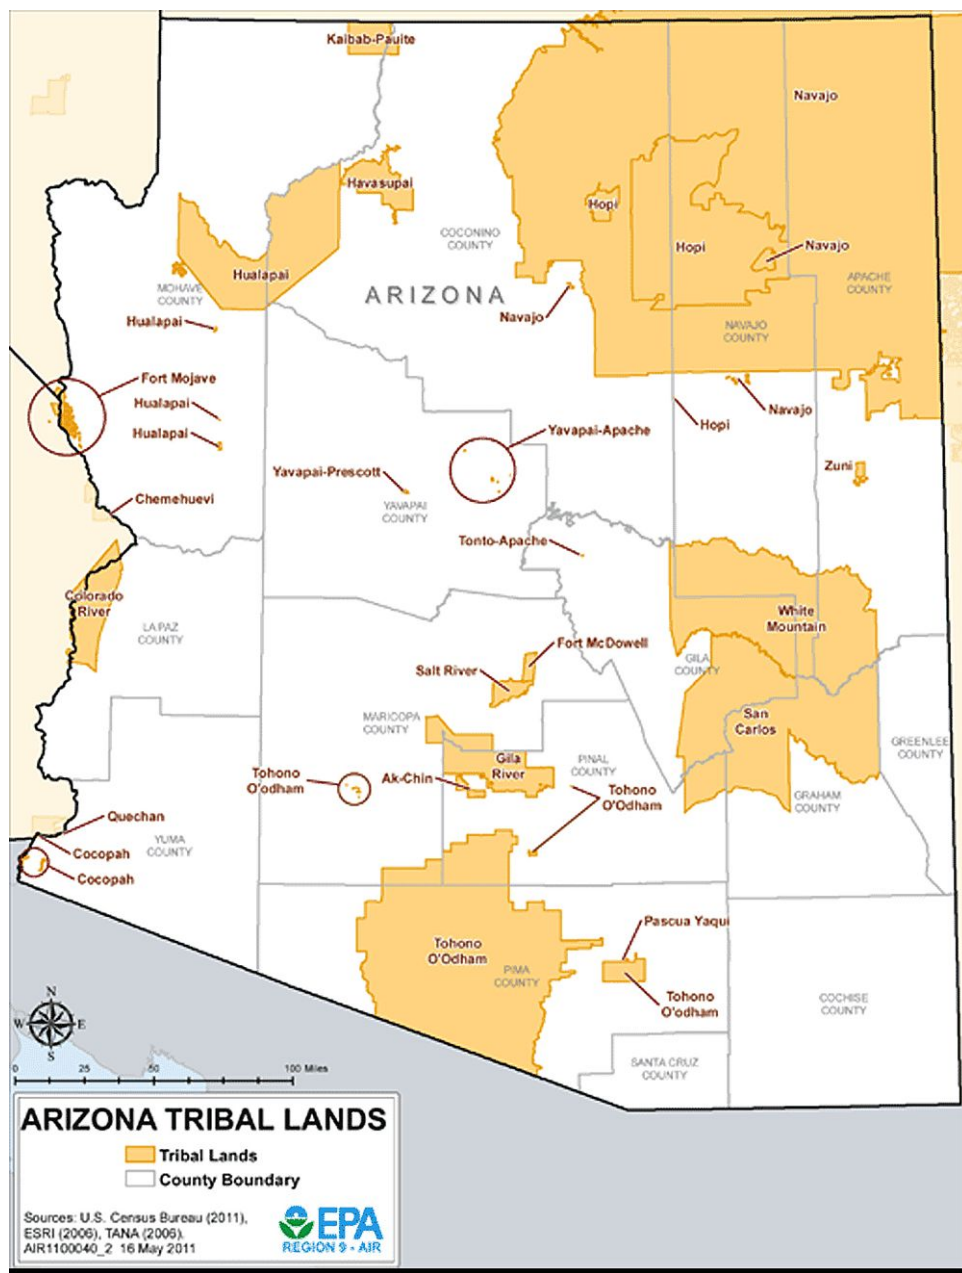 Kaibab-Pauite
Navajo
Havasupai
Hopi
COCONINO
COUNTY
Hopi
Navajo
Hualapai
MOHAVE
COUNTY
APACHE
COUNTY
ARIZONA
Navajo
Hualapai
NAVAJO
COUNTY
Fort Mojave
Hualapai
Navajo
Hopi
Hualapai
Yavapai-Apache
Zuni
Yavapai-Prescott
Chemehuevi
YAVAPAI
COUNTY
Tonto-Apache
Colorado
River
LA PAZ
COUNTY
White
Mountain
Fort McDowell
GILA
COUNTY
Salt River
MARICOPA
COUNTY
San
Carlos
GREENLEE
COUNTY
Gila
River
PINAL
COUNTY
Tohono
O'odham
Ak-Chin
Tohono
O'Odham
GRAHAM
COUNTY
Quechan
YUMA
COUNTY
Cocopah
Cocopah
Pascua Yaqui
Tohono
O'Odham
PIMA
COUNTY
Tohono
O'odham
COCHISE
COUNTY
SANTA CRUZ
COUNTY
N
W E
S
0 25 50 100 Miles
ARIZONA TRIBAL LANDS
Tribal Lands
County Boundary
Sources: U.S. Census Bureau (2011),
ESRI (2006), TANA (2006).
AIR1100040_2 16 May 2011
EPA
REGION 9 - AIR